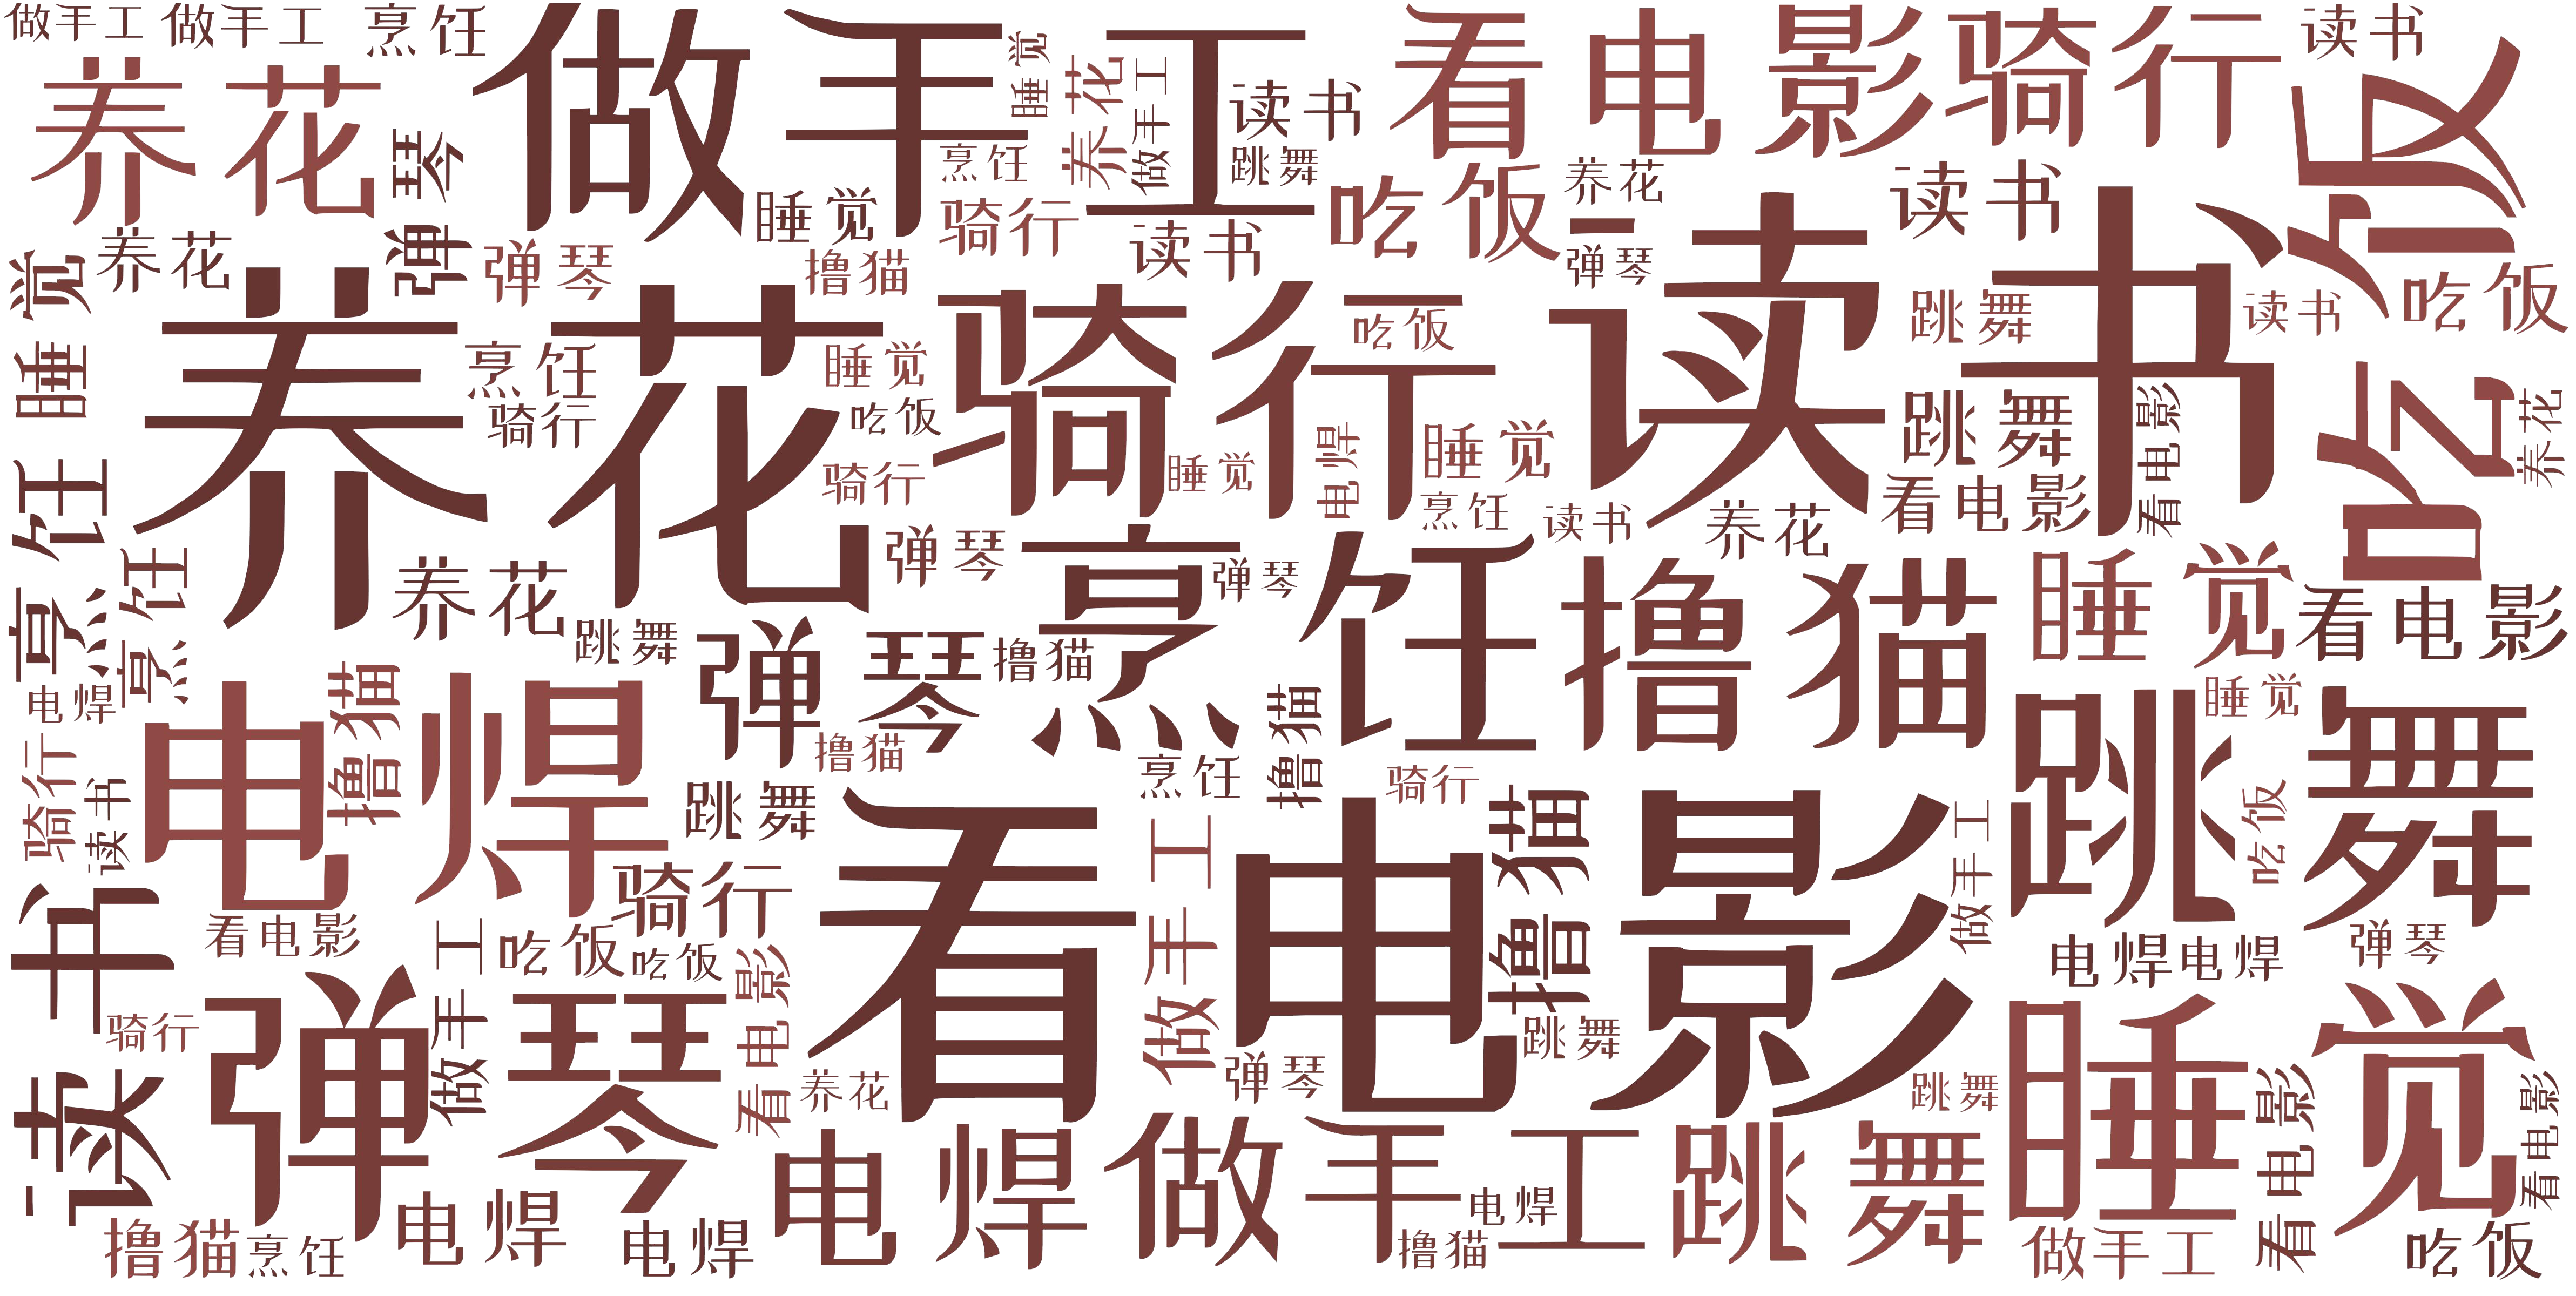 做手工 做手工 烹饪 做手工 看电影 骑行 读书
养花 睡觉 养花 做手工 读书 吃饭
弹琴 烹饪 跳舞 吃饭 养花 读书
睡觉 骑行 读书
睡觉 养花 弹琴 撸猫 弹琴 吃饭
养花 骑行 读书 跳舞 读书
烹饪 睡觉 吃饭
骑行 吃饭 跳舞 看电影 养花
烹饪 骑行 睡觉 电焊 睡觉 看电影
烹饪 读书 养花
烹饪 养花 弹琴 烹饪 弹琴 撸猫 睡觉 看电影
跳舞 弹琴 撸猫
电焊 撸猫 电焊 撸猫 跳舞 睡觉
骑行 撸猫 烹饪 骑行
读书 跳舞 看电影 撸猫 做手工 吃饭
读书 骑行 做手工
看电影 做手工 吃饭 吃饭 看电影 电焊 电焊 弹琴
骑行 弹琴 跳舞 睡觉
养花 弹琴 跳舞 看电影 看电影
电焊 做手工 跳舞
电焊 电焊
撸猫 烹饪 电焊 撸猫 做手工 吃饭